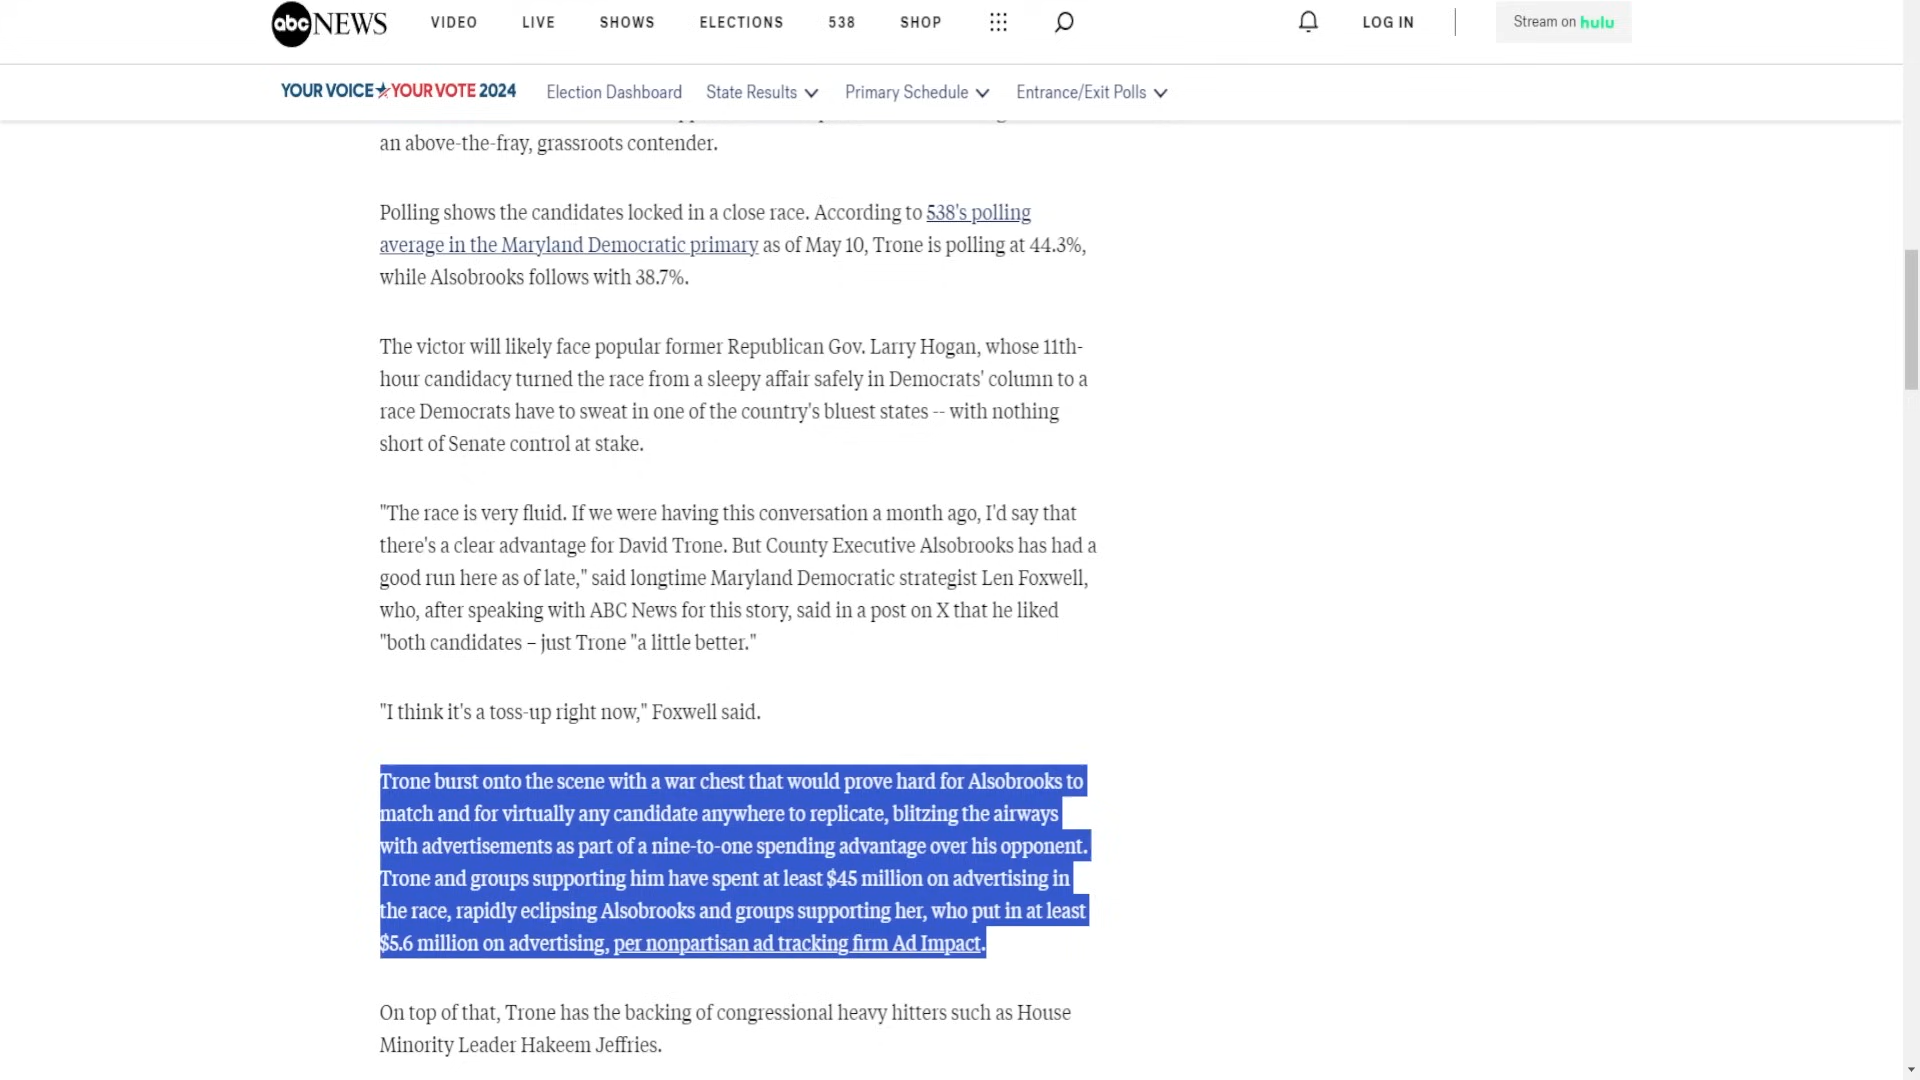 abc NEWS VIDEO LIVE SHOWS ELECTIONS 538 SHOP LOG IN Stream on hulu
YOUR VOICE YOUR VOTE 2024 Election Dashboard State Results Primary Schedule Entrance/Exit Polls
an above-the-fray, grassroots contender.
Polling shows the candidates locked in a close race. According to 538's polling
average in the Maryland Democratic primary as of May 10, Trone is polling at 44.3%,
while Alsobrooks follows with 38.7%.
The victor will likely face popular former Republican Gov. Larry Hogan, whose 11th-
hour candidacy turned the race from a sleepy affair safely in Democrats' column to a
race Democrats have to sweat in one of the country's bluest states -- with nothing
short of Senate control at stake.
"The race is very fluid. If we were having this conversation a month ago, I'd say that
there's a clear advantage for David Trone. But County Executive Alsobrooks has had a
good run here as of late," said longtime Maryland Democratic strategist Len Foxwell,
who, after speaking with ABC News for this story, said in a post on X that he liked
"both candidates – just Trone "a little better."
"I think it's a toss-up right now," Foxwell said.
Trone burst onto the scene with a war chest that would prove hard for Alsobrooks to
match and for virtually any candidate anywhere to replicate, blitzing the airways
with advertisements as part of a nine-to-one spending advantage over his opponent.
Trone and groups supporting him have spent at least $45 million on advertising in
the race, rapidly eclipsing Alsobrooks and groups supporting her, who put in at least
$5.6 million on advertising, per nonpartisan ad tracking firm Ad Impact.
On top of that, Trone has the backing of congressional heavy hitters such as House
Minority Leader Hakeem Jeffries.